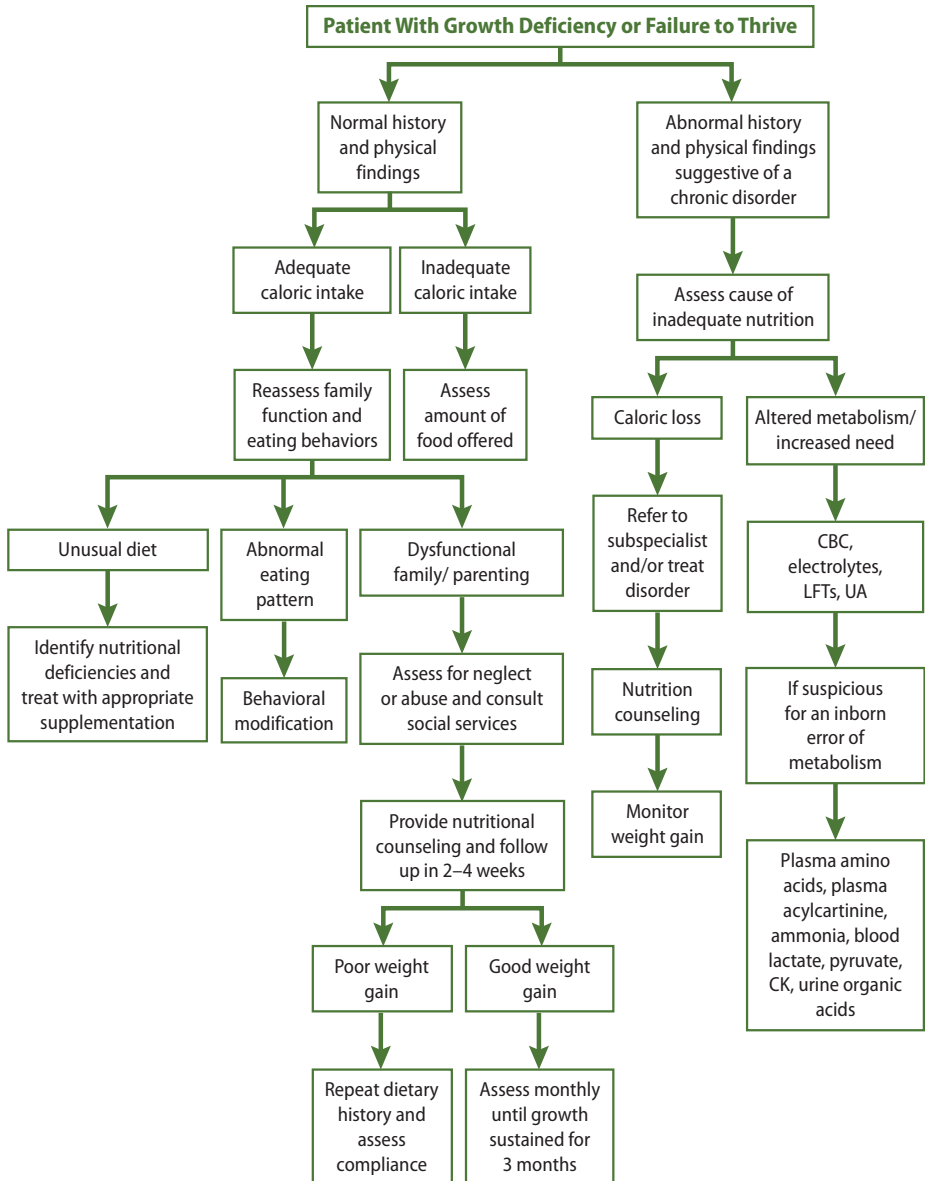 Patient With Growth Deficiency or Failure to Thrive
Normal history
and physical
findings
Abnormal history
and physical findings
suggestive of a
chronic disorder
Adequate
caloric intake
Inadequate
caloric intake
Assess cause of
inadequate nutrition
Reassess family
function and
eating behaviors
Assess
amount of
food offered
Caloric loss
Altered metabolism/
increased need
Unusual diet
Abnormal
eating
pattern
Dysfunctional
family/ parenting
Refer to
subspecialist
and/or treat
disorder
CBC,
electrolytes,
LFTs, UA
Identify nutritional
deficiencies and
treat with appropriate
supplementation
Behavioral
modification
Assess for neglect
or abuse and consult
social services
Nutrition
counseling
If suspicious
for an inborn
error of
metabolism
Provide nutritional
counseling and follow
up in 2–4 weeks
Monitor
weight gain
Plasma amino
acids, plasma
acylcartinine,
ammonia, blood
lactate, pyruvate,
CK, urine organic
acids
Poor weight
gain
Good weight
gain
Repeat dietary
history and
assess
compliance
Assess monthly
until growth
sustained for
3 months